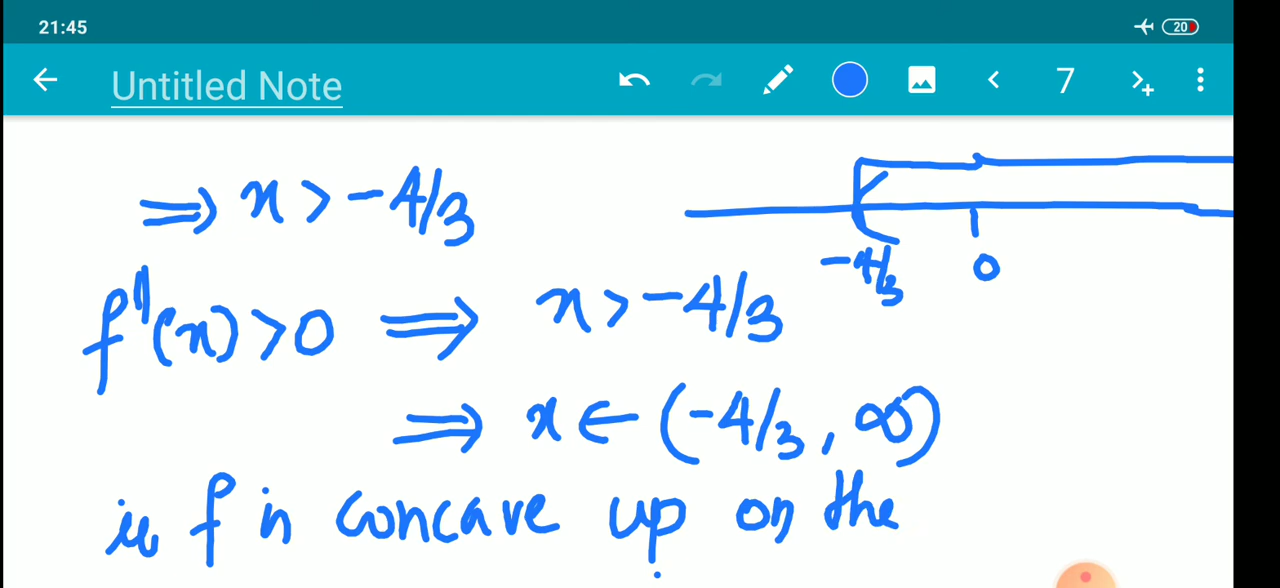 21:45 20
Untitled Note 7
⇒ x > -4/3
-4/3 0
f''(x) > 0 ⇒ x > -4/3
⇒ x ∈ (-4/3, ∞)
ie f is concave up on the